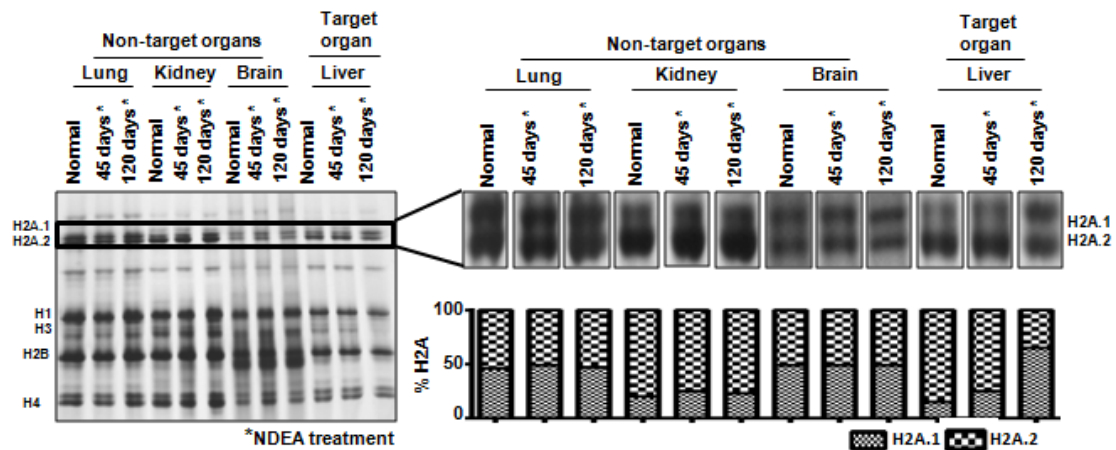 Non-target organs
Target organ
Lung Kidney Brain Liver
Normal 45 days* 120 days* Normal 45 days* 120 days* Normal 45 days* 120 days* Normal 45 days* 120 days*
H2A.1
H2A.2
H1
H3
H2B
H4
*NDEA treatment
Non-target organs
Target organ
Lung Kidney Brain Liver
Normal 45 days* 120 days* Normal 45 days* 120 days* Normal 45 days* 120 days* Normal 45 days* 120 days*
H2A.1
H2A.2
% H2A
100
50
0
H2A.1 H2A.2